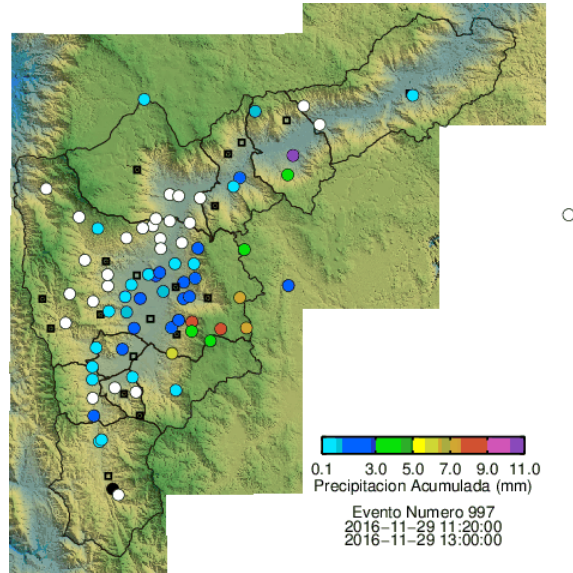 0.1 3.0 5.0 7.0 9.0 11.0
Precipitacion Acumulada (mm)
Evento Numero 997
2016−11−29 11:20:00
2016−11−29 13:00:00